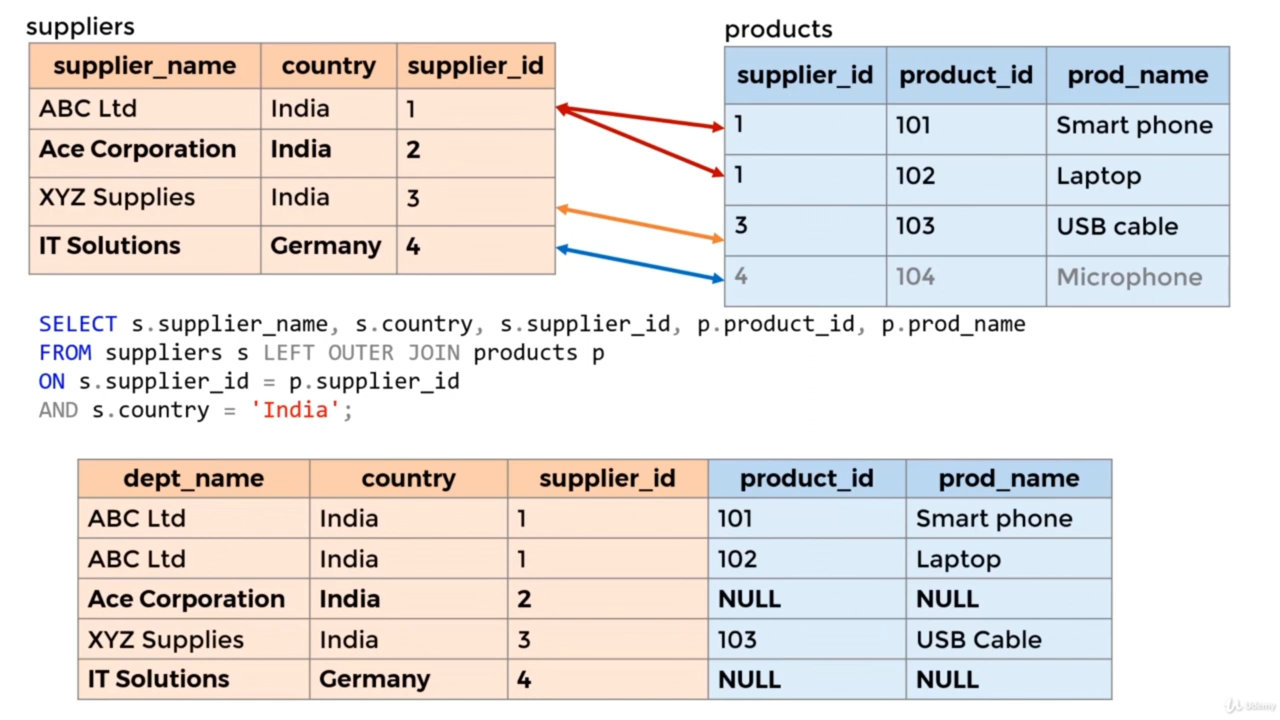 suppliers
supplier_name country supplier_id
ABC Ltd India 1
Ace Corporation India 2
XYZ Supplies India 3
IT Solutions Germany 4
products
supplier_id product_id prod_name
1 101 Smart phone
1 102 Laptop
3 103 USB cable
4 104 Microphone
SELECT s.supplier_name, s.country, s.supplier_id, p.product_id, p.prod_name
FROM suppliers s LEFT OUTER JOIN products p
ON s.supplier_id = p.supplier_id
AND s.country = 'India';
dept_name country supplier_id product_id prod_name
ABC Ltd India 1 101 Smart phone
ABC Ltd India 1 102 Laptop
Ace Corporation India 2 NULL NULL
XYZ Supplies India 3 103 USB Cable
IT Solutions Germany 4 NULL NULL
Udemy